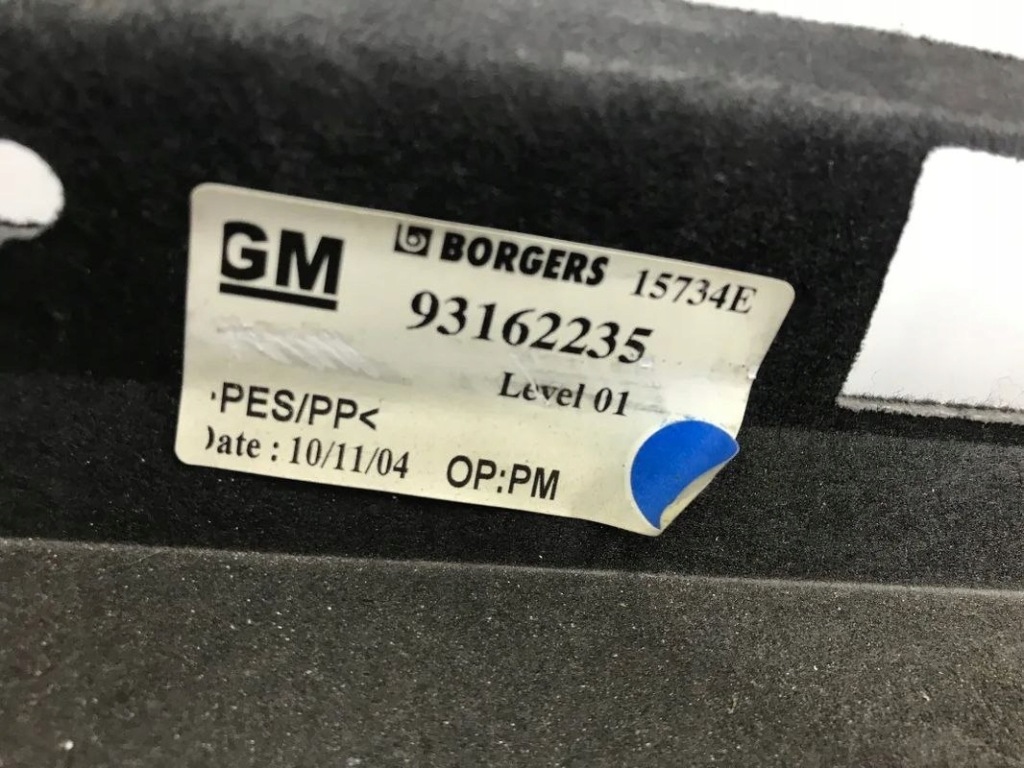 GM BORGERS 15734E
93162235
Level 01
PES/PP<
ate : 10/11/04 OP:PM